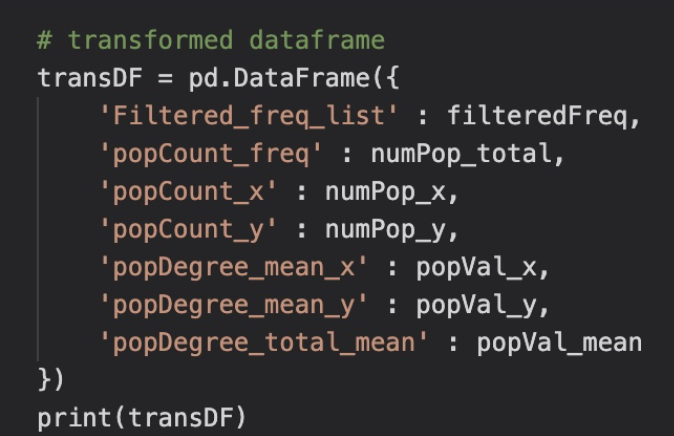 # transformed dataframe
transDF = pd.DataFrame({
    'Filtered_freq_list' : filteredFreq,
    'popCount_freq' : numPop_total,
    'popCount_x' : numPop_x,
    'popCount_y' : numPop_y,
    'popDegree_mean_x' : popVal_x,
    'popDegree_mean_y' : popVal_y,
    'popDegree_total_mean' : popVal_mean
})
print(transDF)